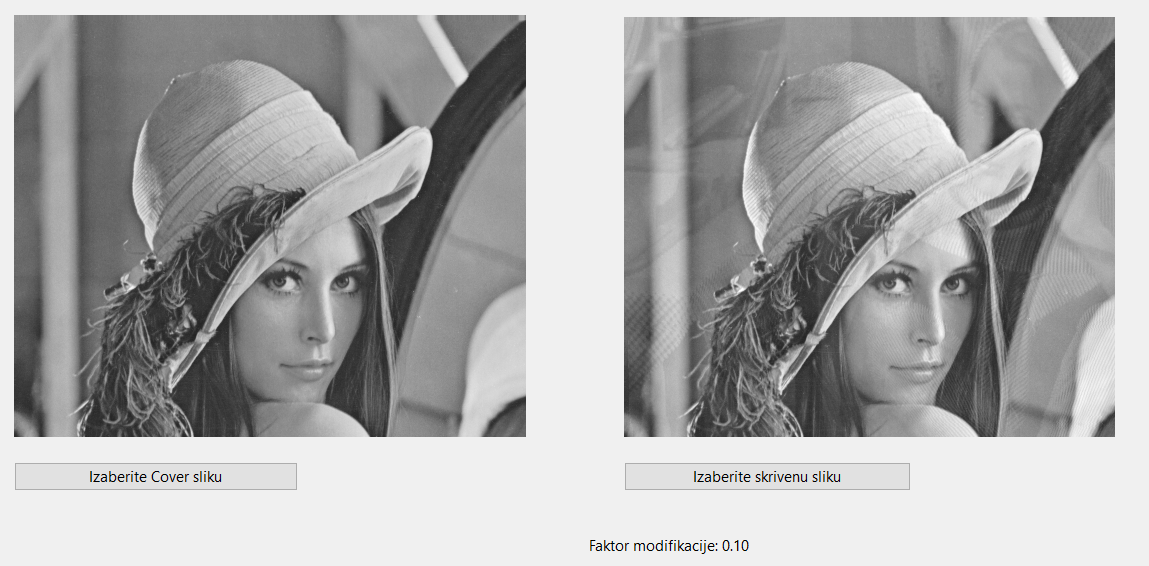 Izaberite Cover sliku
Izaberite skrivenu sliku
Faktor modifikacije: 0.10